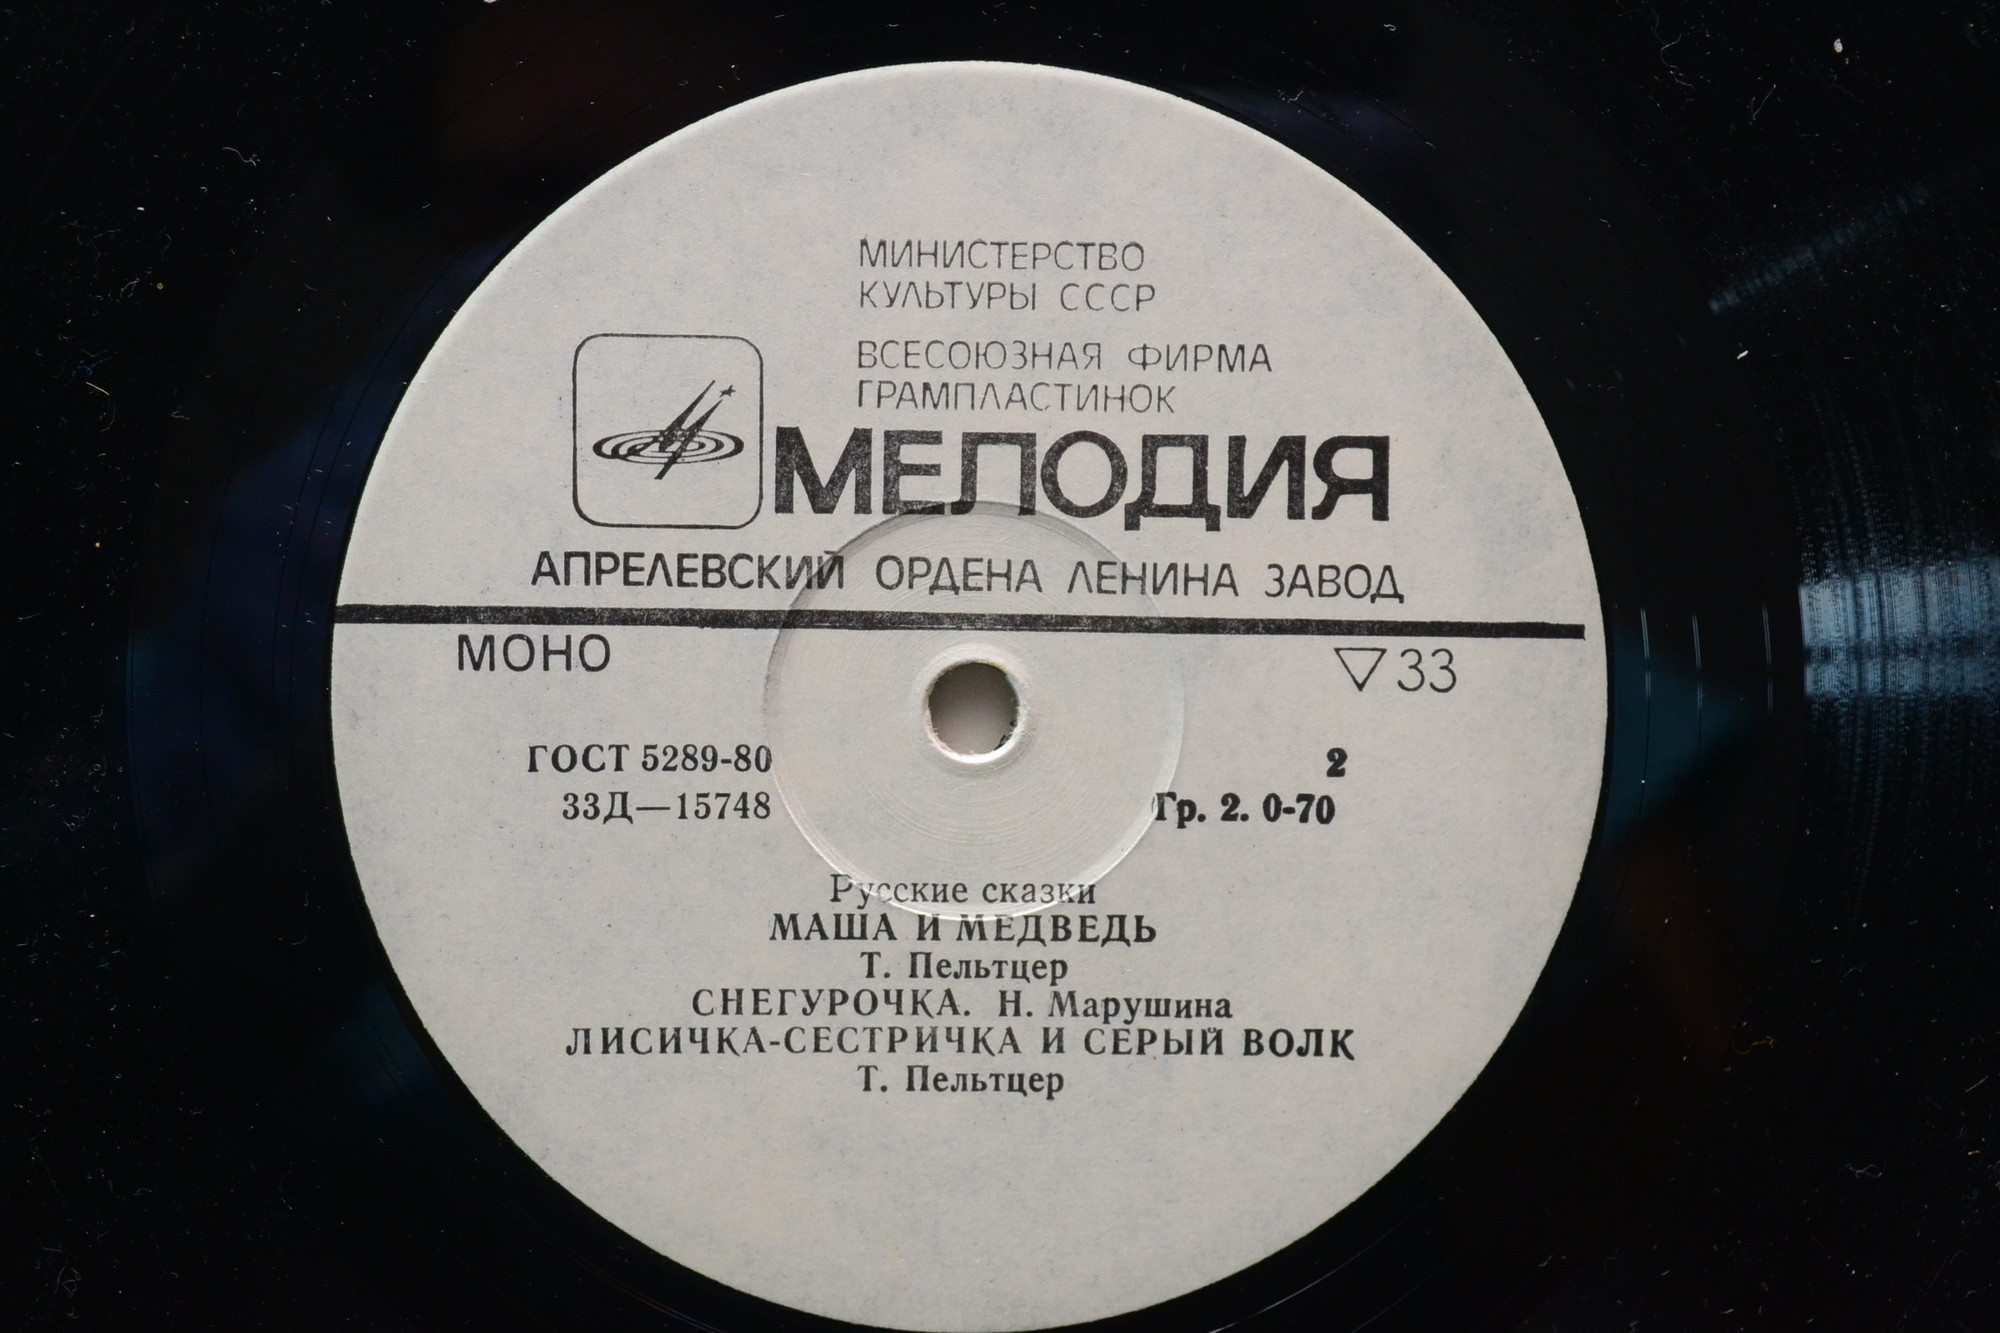 МИНИСТЕРСТВО
КУЛЬТУРЫ СССР
ВСЕСОЮЗНАЯ ФИРМА
ГРАМПЛАСТИНОК
МЕЛОДИЯ
АПРЕЛЕВСКИЙ ОРДЕНА ЛЕНИНА ЗАВОД
МОНО
▽33
ГОСТ 5289-80
2
33Д—15748
Гр. 2. 0-70
Русские сказки
МАША И МЕДВЕДЬ
Т. Пельтцер
СНЕГУРОЧКА. Н. Марушина
ЛИСИЧКА-СЕСТРИЧКА И СЕРЫЙ ВОЛК
Т. Пельтцер